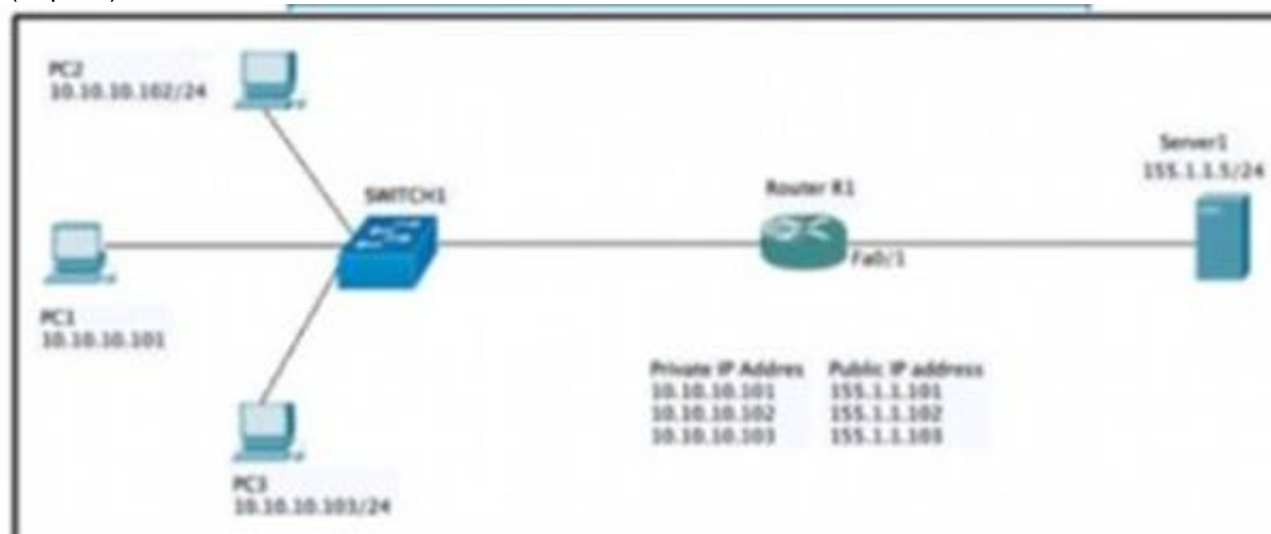 PC2
10.10.10.102/24
Server1
155.1.1.5/24
SWITCH1
Router R1
Fa0/1
PC1
10.10.10.101
Private IP Addres Public IP address
10.10.10.101 155.1.1.101
10.10.10.102 155.1.1.102
10.10.10.103 155.1.1.103
PC3
10.10.10.103/24